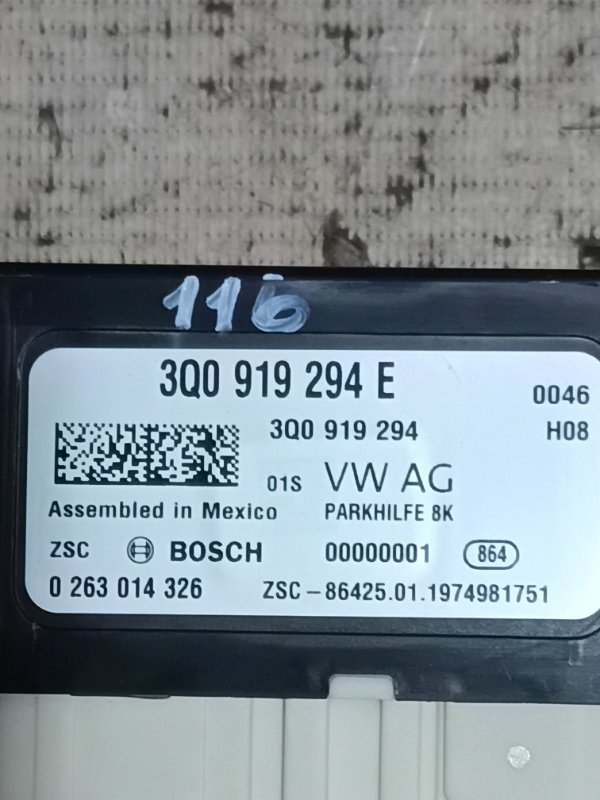 116
3Q0 919 294 E
0046
3Q0 919 294
H08
01S VW AG
Assembled in Mexico PARKHILFE 8K
ZSC BOSCH 00000001 864
0 263 014 326 ZSC-86425.01.1974981751